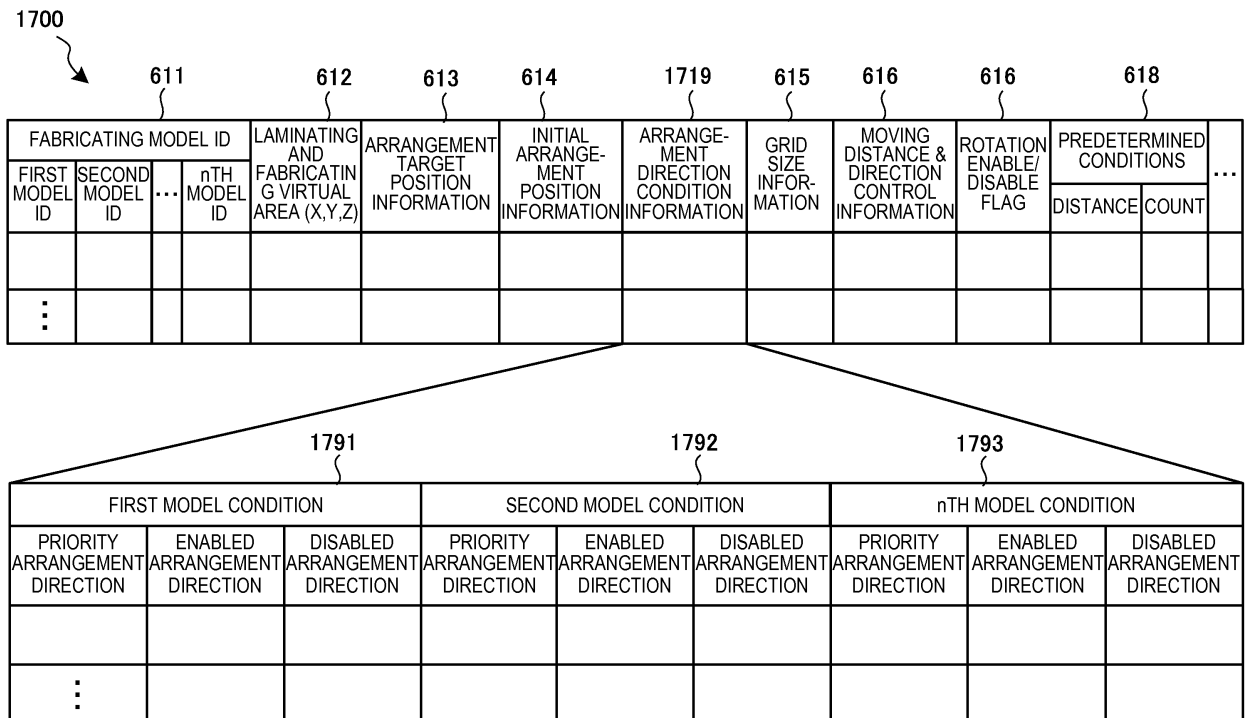 1700
611
612
613
614
1719
615
616
616
618
FABRICATING MODEL ID
FIRST
MODEL
ID
SECOND
MODEL
ID
...
nTH
MODEL
ID
LAMINATING
AND
FABRICATIN
G VIRTUAL
AREA (X,Y,Z)
ARRANGEMENT
TARGET
POSITION
INFORMATION
INITIAL
ARRANGE-
MENT
POSITION
INFORMATION
ARRANGE-
MENT
DIRECTION
CONDITION
INFORMATION
GRID
SIZE
INFOR-
MATION
MOVING
DISTANCE &
DIRECTION
CONTROL
INFORMATION
ROTATION
ENABLE/
DISABLE
FLAG
PREDETERMINED
CONDITIONS
DISTANCE
COUNT
...
⋮
1791
1792
1793
FIRST MODEL CONDITION
SECOND MODEL CONDITION
nTH MODEL CONDITION
PRIORITY
ARRANGEMENT
DIRECTION
ENABLED
ARRANGEMENT
DIRECTION
DISABLED
ARRANGEMENT
DIRECTION
PRIORITY
ARRANGEMENT
DIRECTION
ENABLED
ARRANGEMENT
DIRECTION
DISABLED
ARRANGEMENT
DIRECTION
PRIORITY
ARRANGEMENT
DIRECTION
ENABLED
ARRANGEMENT
DIRECTION
DISABLED
ARRANGEMENT
DIRECTION
⋮